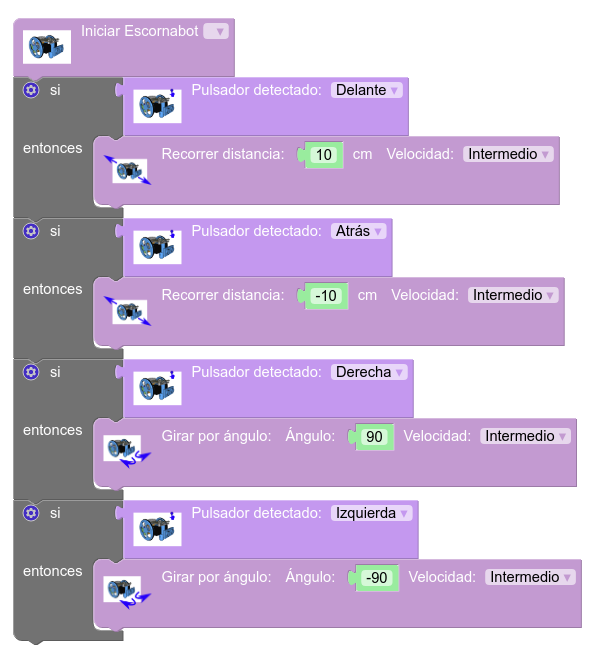 Iniciar Escornabot
si Pulsador detectado: Delante
entonces Recorrer distancia: 10 cm Velocidad: Intermedio
si Pulsador detectado: Atrás
entonces Recorrer distancia: -10 cm Velocidad: Intermedio
si Pulsador detectado: Derecha
entonces Girar por ángulo: Ángulo: 90 Velocidad: Intermedio
si Pulsador detectado: Izquierda
entonces Girar por ángulo: Ángulo: -90 Velocidad: Intermedio